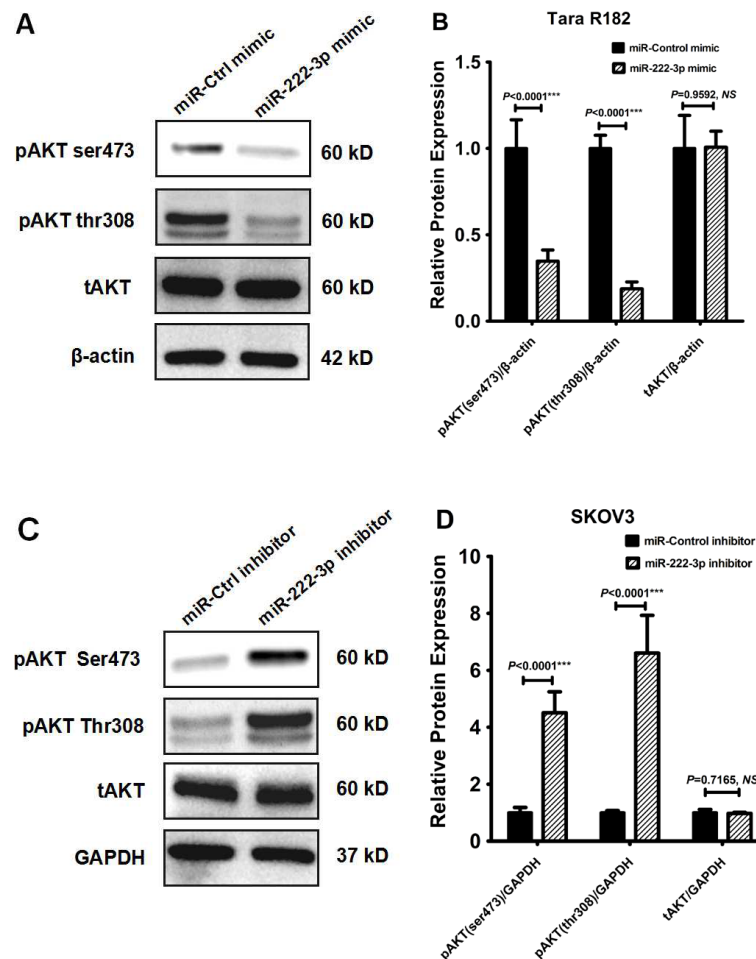 A
miR-Ctrl mimic
miR-222-3p mimic
pAKT ser473
60 kD
pAKT thr308
60 kD
tAKT
60 kD
β-actin
42 kD
B
Tara R182
miR-Control mimic
miR-222-3p mimic
Relative Protein Expression
1.5
1.0
0.5
0.0
P<0.0001***
P<0.0001***
P=0.9592, NS
pAKT(ser473)/β-actin
pAKT(thr308)/β-actin
tAKT/β-actin
C
miR-Ctrl inhibitor
miR-222-3p inhibitor
pAKT Ser473
60 kD
pAKT Thr308
60 kD
tAKT
60 kD
GAPDH
37 kD
D
SKOV3
miR-Control inhibitor
miR-222-3p inhibitor
Relative Protein Expression
10
8
6
4
2
0
P<0.0001***
P<0.0001***
P=0.7165, NS
pAKT(ser473)/GAPDH
pAKT(thr308)/GAPDH
tAKT/GAPDH